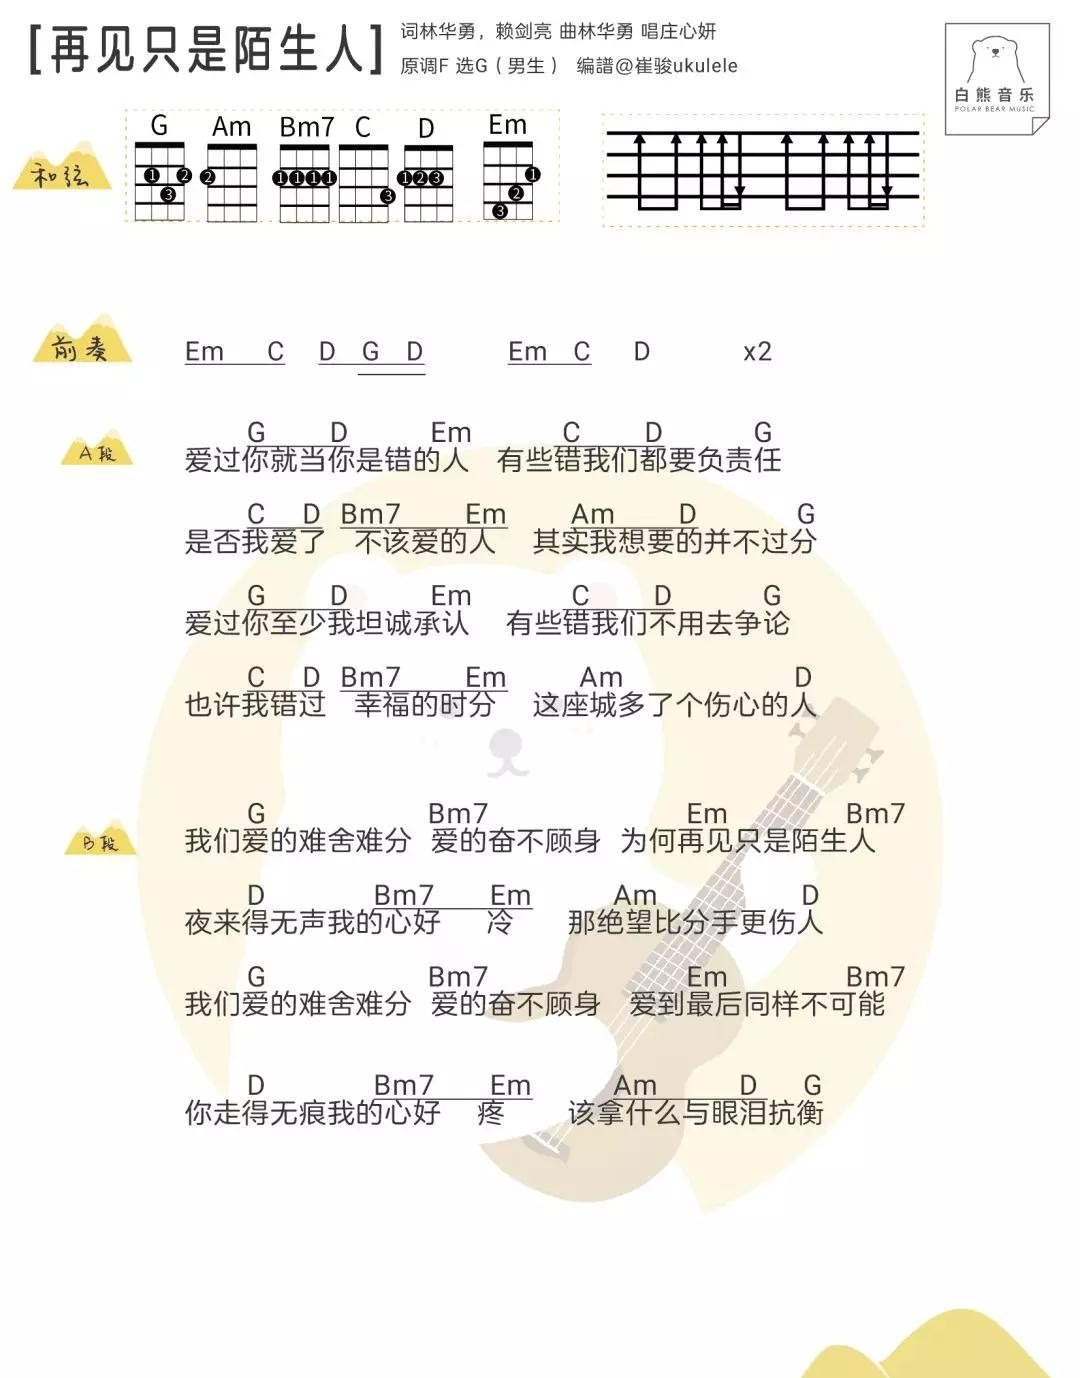 [再见只是陌生人]
词林华勇，赖剑亮 曲林华勇 唱庄心妍
原调F 选G（男生） 编譜@崔骏ukulele
白熊音乐
POLAR BEAR MUSIC
和弦
G Am Bm7 C D Em
1 2 3 2 1 1 1 1 3 1 2 3 1 2 3
前奏
Em C D G D Em C D x2
A段
G D Em C D G
爱过你就当你是错的人 有些错我们都要负责任
C D Bm7 Em Am D G
是否我爱了 不该爱的人 其实我想要的并不过分
G D Em C D G
爱过你至少我坦诚承认 有些错我们不用去争论
C D Bm7 Em Am D
也许我错过 幸福的时分 这座城多了个伤心的人
B段
G Bm7 Em Bm7
我们爱的难舍难分 爱的奋不顾身 为何再见只是陌生人
D Bm7 Em Am D
夜来得无声我的心好 冷 那绝望比分手更伤人
G Bm7 Em Bm7
我们爱的难舍难分 爱的奋不顾身 爱到最后同样不可能
D Bm7 Em Am D G
你走得无痕我的心好 疼 该拿什么与眼泪抗衡